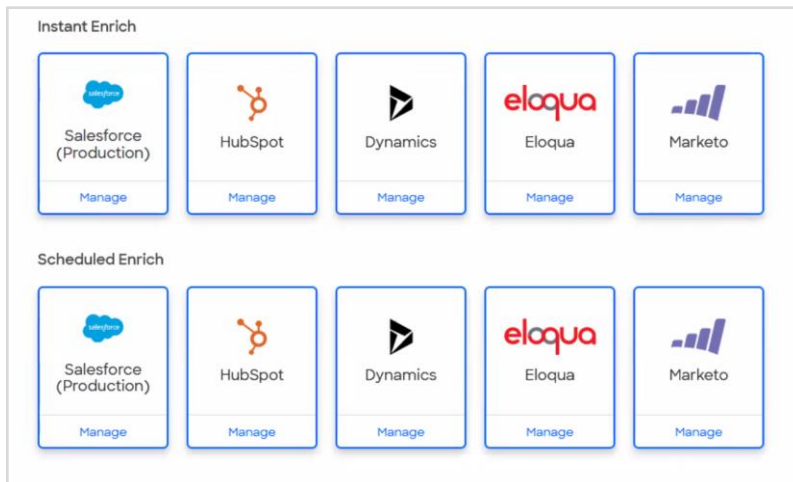 Instant Enrich
salesforce
Salesforce
(Production)
Manage
HubSpot
Manage
Dynamics
Manage
eloqua
Eloqua
Manage
Marketo
Manage
Scheduled Enrich
salesforce
Salesforce
(Production)
Manage
HubSpot
Manage
Dynamics
Manage
eloqua
Eloqua
Manage
Marketo
Manage